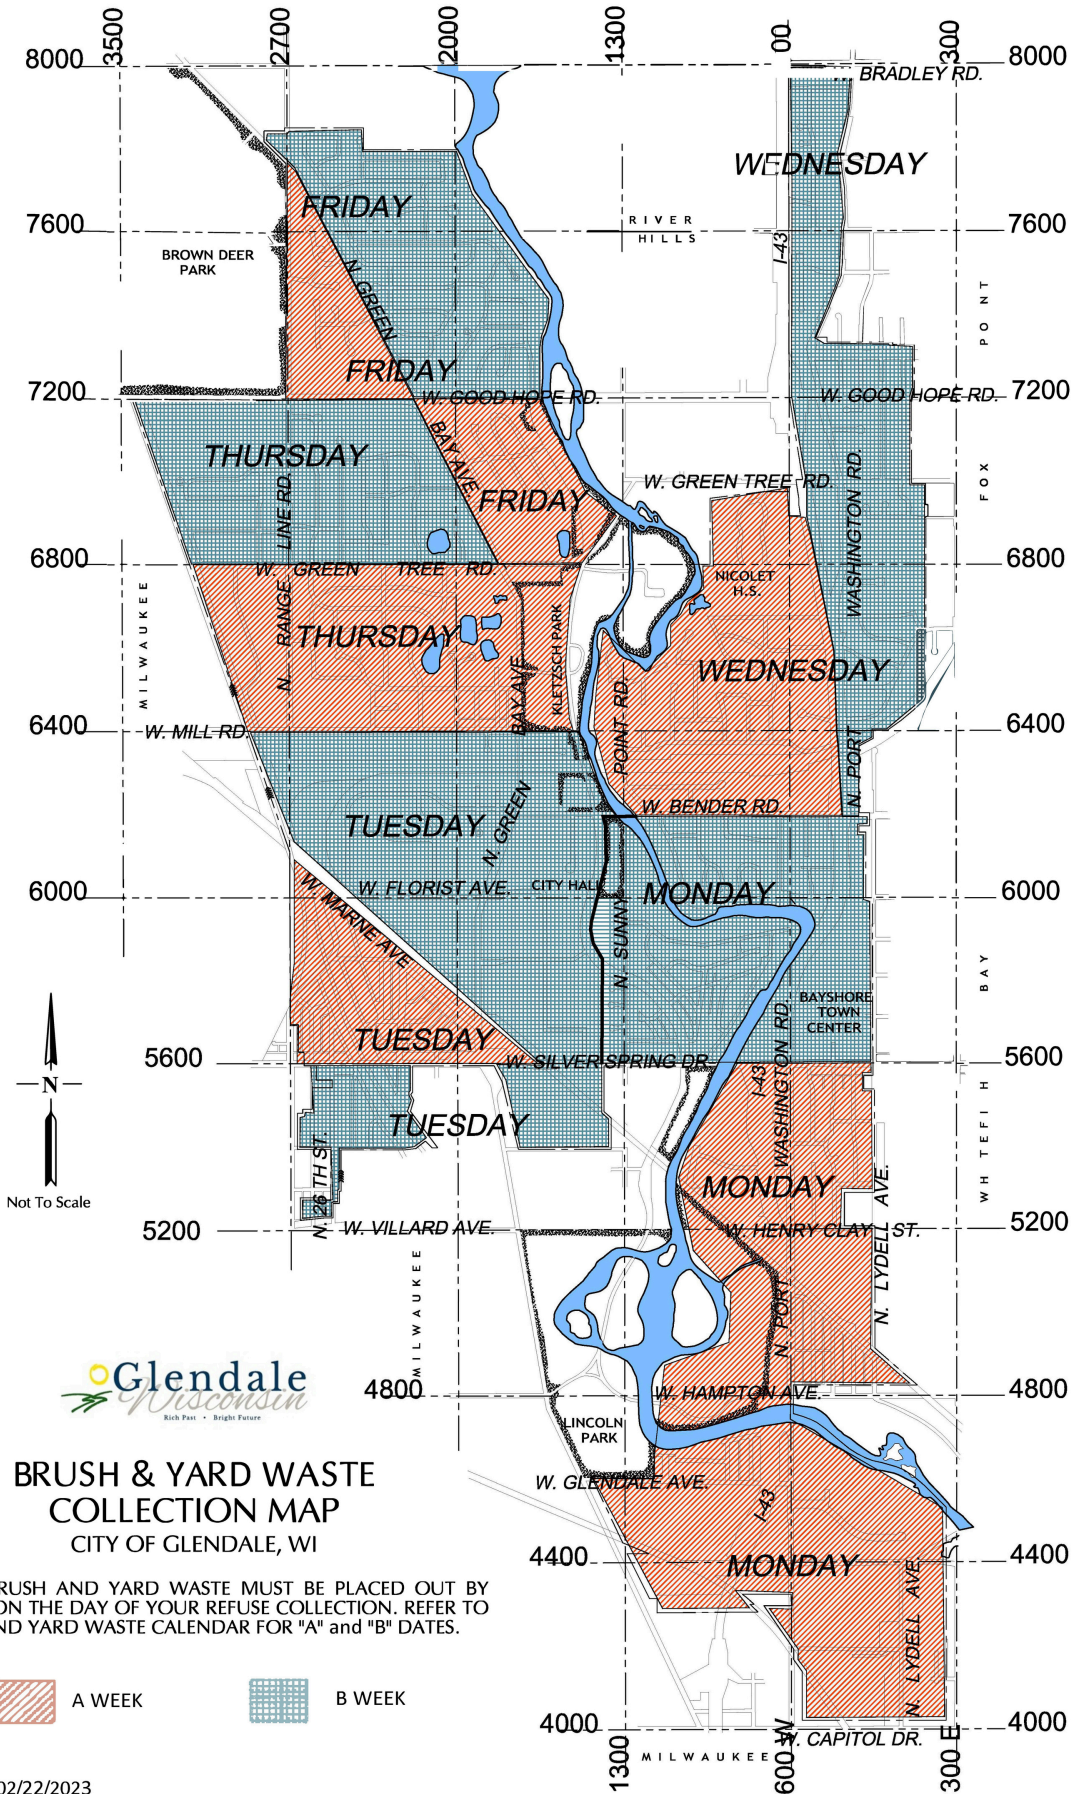 3500
2700
2000
1300
00
300
8000
8000
BRADLEY RD.
WEDNESDAY
FRIDAY
7600
7600
RIVER
HILLS
I-43
BROWN DEER
PARK
N. GREEN
POINT
FRIDAY
7200
W. GOOD HOPE RD.
W. GOOD HOPE RD.
7200
BAY AVE.
THURSDAY
N. RANGE LINE RD.
FRIDAY
W. GREEN TREE RD.
WASHINGTON RD.
FOX
6800
W. GREEN TREE RD
6800
NICOLET
H.S.
MILWAUKEE
THURSDAY
KLETZSCH PARK
BAY AVE
WEDNESDAY
POINT RD.
6400
W. MILL RD.
6400
N. PORT
N. GREEN
W. BENDER RD.
TUESDAY
6000
W. MARNE AVE
W. FLORIST AVE.
CITY HALL
MONDAY
6000
N. SUNNY
BAY
BAYSHORE
TOWN
CENTER
WASHINGTON RD.
TUESDAY
5600
W. SILVER SPRING DR.
5600
N
I-43
WHITEFISH
TUESDAY
N. 26TH ST.
Not To Scale
MONDAY
N. LYDELL AVE.
5200
W. VILLARD AVE.
W. HENRY CLAY ST.
5200
MILWAUKEE
N. PORT
Glendale
Wisconsin
Rich Past • Bright Future
4800
W. HAMPTON AVE.
4800
LINCOLN
PARK
BRUSH & YARD WASTE
COLLECTION MAP
CITY OF GLENDALE, WI
W. GLENDALE AVE.
I-43
4400
MONDAY
4400
N. LYDELL AVE.
RUSH AND YARD WASTE MUST BE PLACED OUT BY
ON THE DAY OF YOUR REFUSE COLLECTION. REFER TO
ND YARD WASTE CALENDAR FOR "A" and "B" DATES.
A WEEK
B WEEK
4000
W. CAPITOL DR.
4000
MILWAUKEE
1300
600 W
300 E
02/22/2023